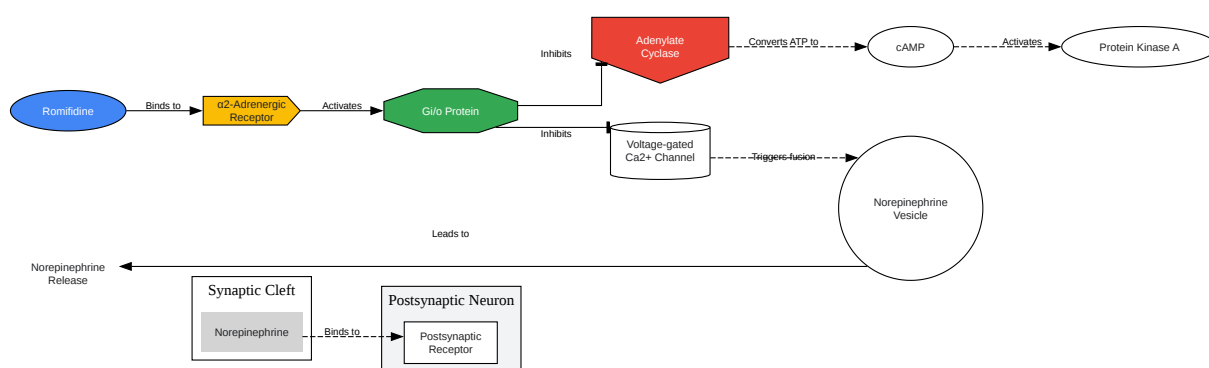 Adenylate
Cyclase
Converts ATP to
cAMP
Activates
Protein Kinase A
Inhibits
Romifidine
Binds to
α2-Adrenergic
Receptor
Activates
Gi/o Protein
Inhibits
Voltage-gated
Ca2+ Channel
Triggers fusion
Norepinephrine
Vesicle
Leads to
Norepinephrine
Release
Synaptic Cleft
Norepinephrine
Binds to
Postsynaptic Neuron
Postsynaptic
Receptor